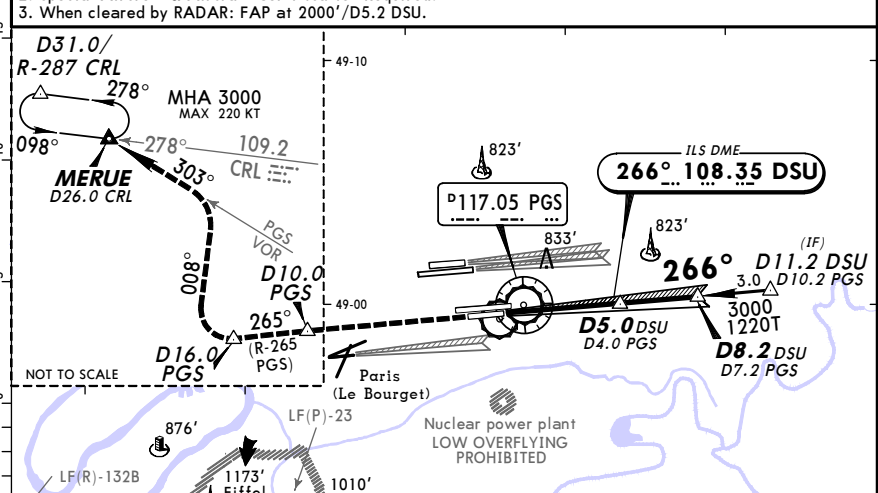 3. When cleared by RADAR: FAP at 2000'/D5.2 DSU.
D31.0/
R-287 CRL
278°
MHA 3000
MAX 220 KT
098°
278°
109.2
CRL
MERUE
D26.0 CRL
303°
PGS
VOR
008°
D10.0
PGS
265°
(R-265
PGS)
D16.0
PGS
NOT TO SCALE
49-10
49-00
823'
ILS DME
266° 108.35 DSU
D117.05 PGS
833'
823'
266°
(IF)
D11.2 DSU
D10.2 PGS
3.0
3000
1220T
D5.0 DSU
D4.0 PGS
D8.2 DSU
D7.2 PGS
Paris
(Le Bourget)
Nuclear power plant
LOW OVERFLYING
PROHIBITED
LF(P)-23
876'
LF(R)-132B
1173'
Eiffel
1010'